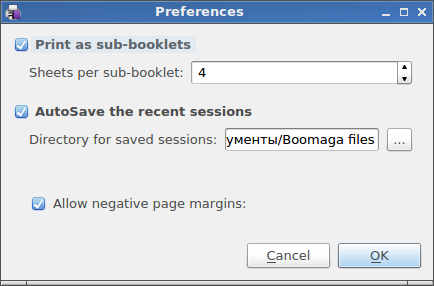 Preferences
Print as sub-booklets
Sheets per sub-booklet: 4
AutoSave the recent sessions
Directory for saved sessions: ументы/Boomaga files ...
Allow negative page margins:
Cancel OK